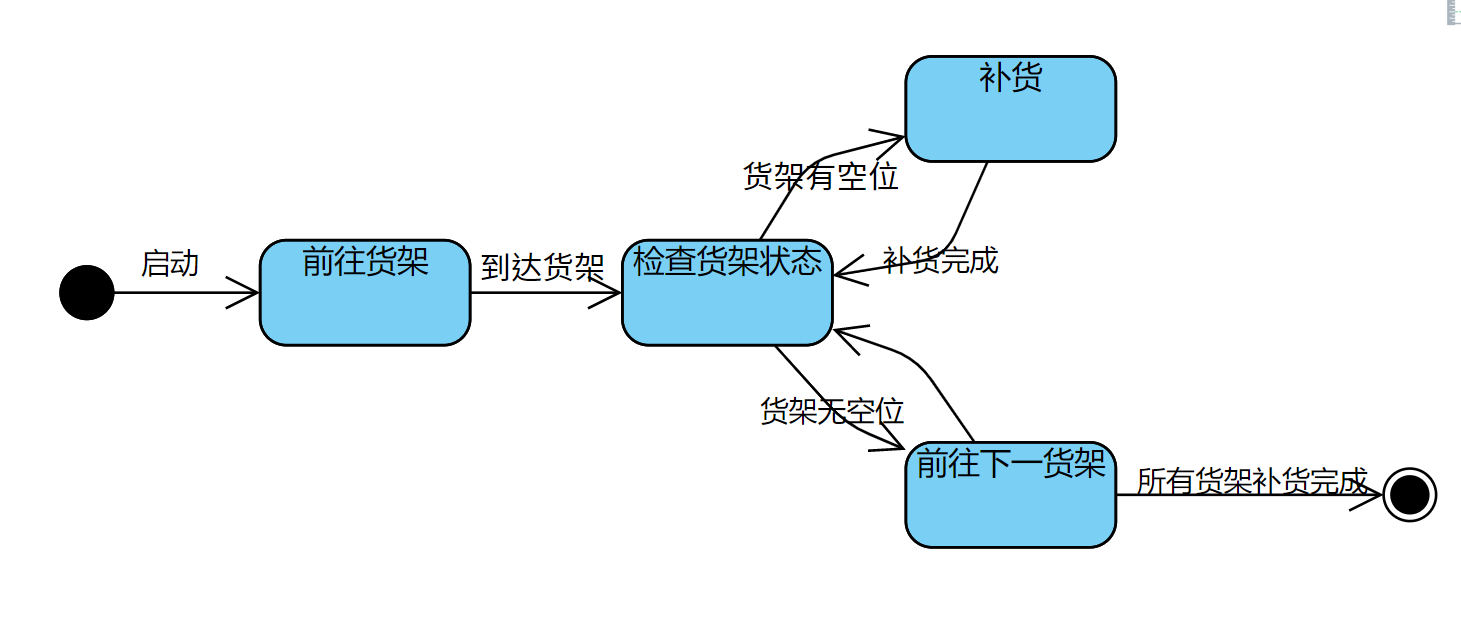 补货
货架有空位
启动
前往货架
到达货架
检查货架状态
补货完成
货架无空位
前往下一货架
所有货架补货完成